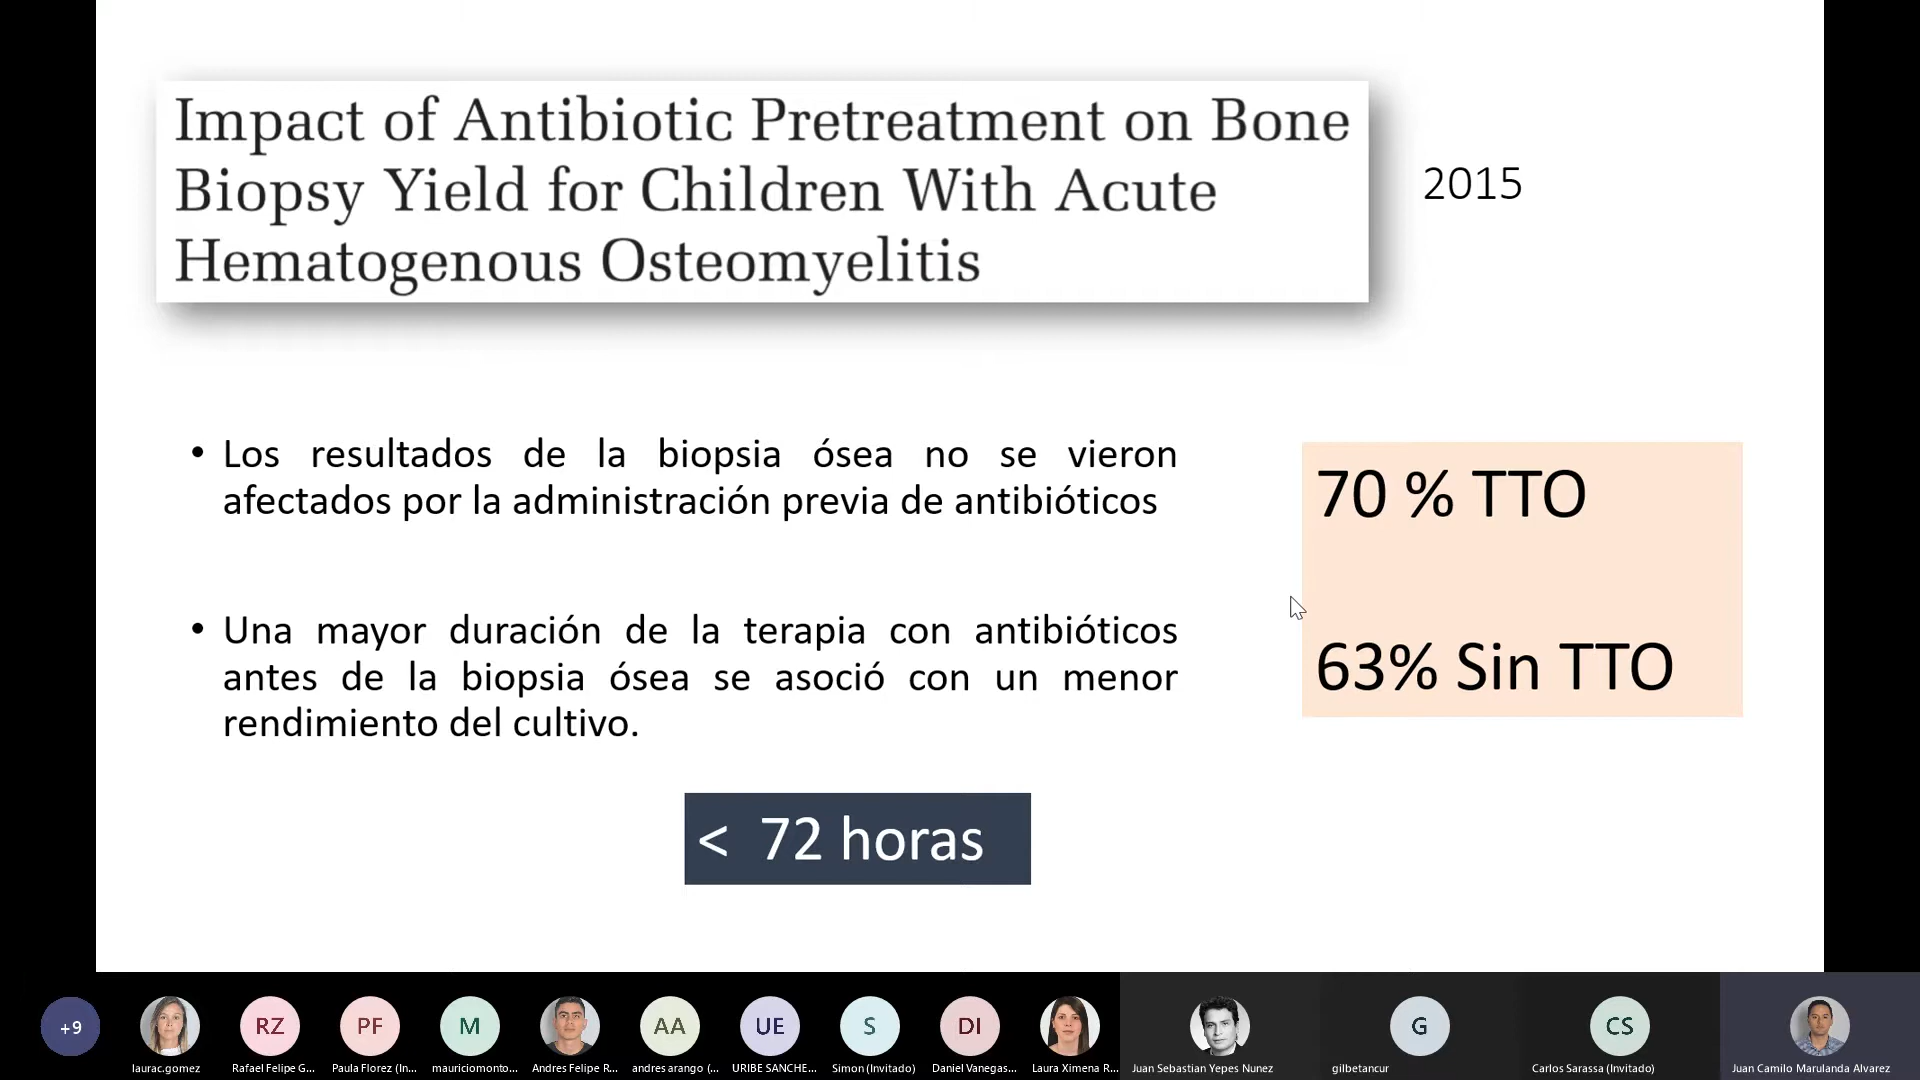 Impact of Antibiotic Pretreatment on Bone
Biopsy Yield for Children With Acute
Hematogenous Osteomyelitis
2015
• Los resultados de la biopsia ósea no se vieron
afectados por la administración previa de antibióticos
70 % TTO
• Una mayor duración de la terapia con antibióticos
antes de la biopsia ósea se asoció con un menor
rendimiento del cultivo.
63% Sin TTO
< 72 horas
+9
RZ
PF
M
AA
UE
S
DI
G
CS
laurac.gomez
Rafael Felipe G...
Paula Florez (In...
mauriciomonto...
Andres Felipe R...
andres arango (...
URIBE SANCHE...
Simon (Invitado)
Daniel Vanegas...
Laura Ximena R...
Juan Sebastian Yepes Nunez
gilbetancur
Carlos Sarassa (Invitado)
Juan Camilo Marulanda Alvarez